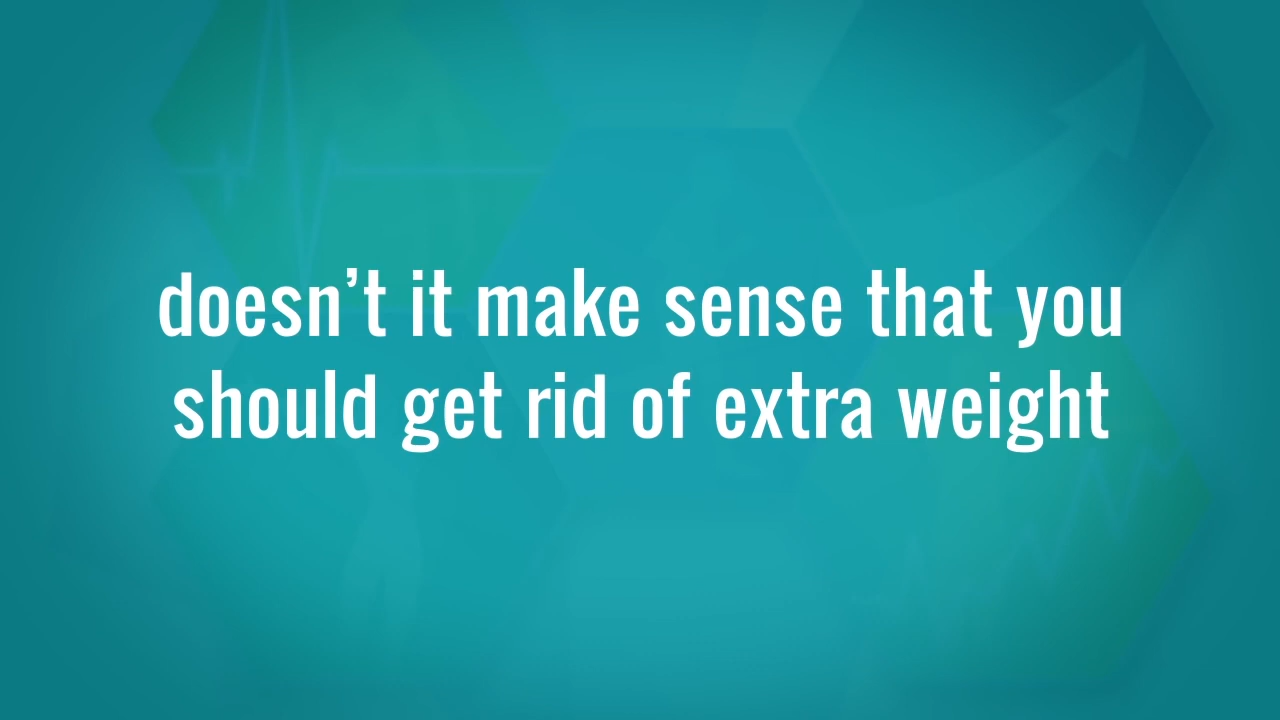 doesn’t it make sense that you
should get rid of extra weight